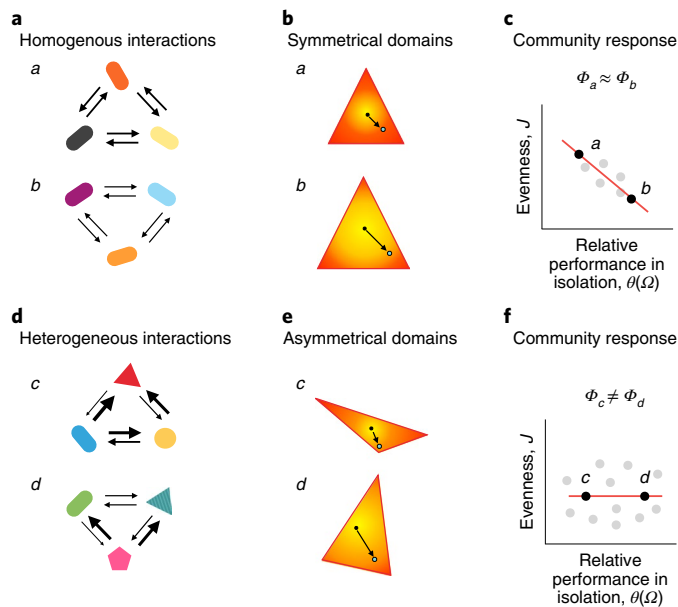 a
Homogenous interactions
a
b
b
Symmetrical domains
a
b
c
Community response
Φa ≈ Φb
Evenness, J
a
b
Relative
performance in
isolation, θ(Ω)
d
Heterogeneous interactions
c
d
e
Asymmetrical domains
c
d
f
Community response
Φc ≠ Φd
Evenness, J
c
d
Relative
performance in
isolation, θ(Ω)